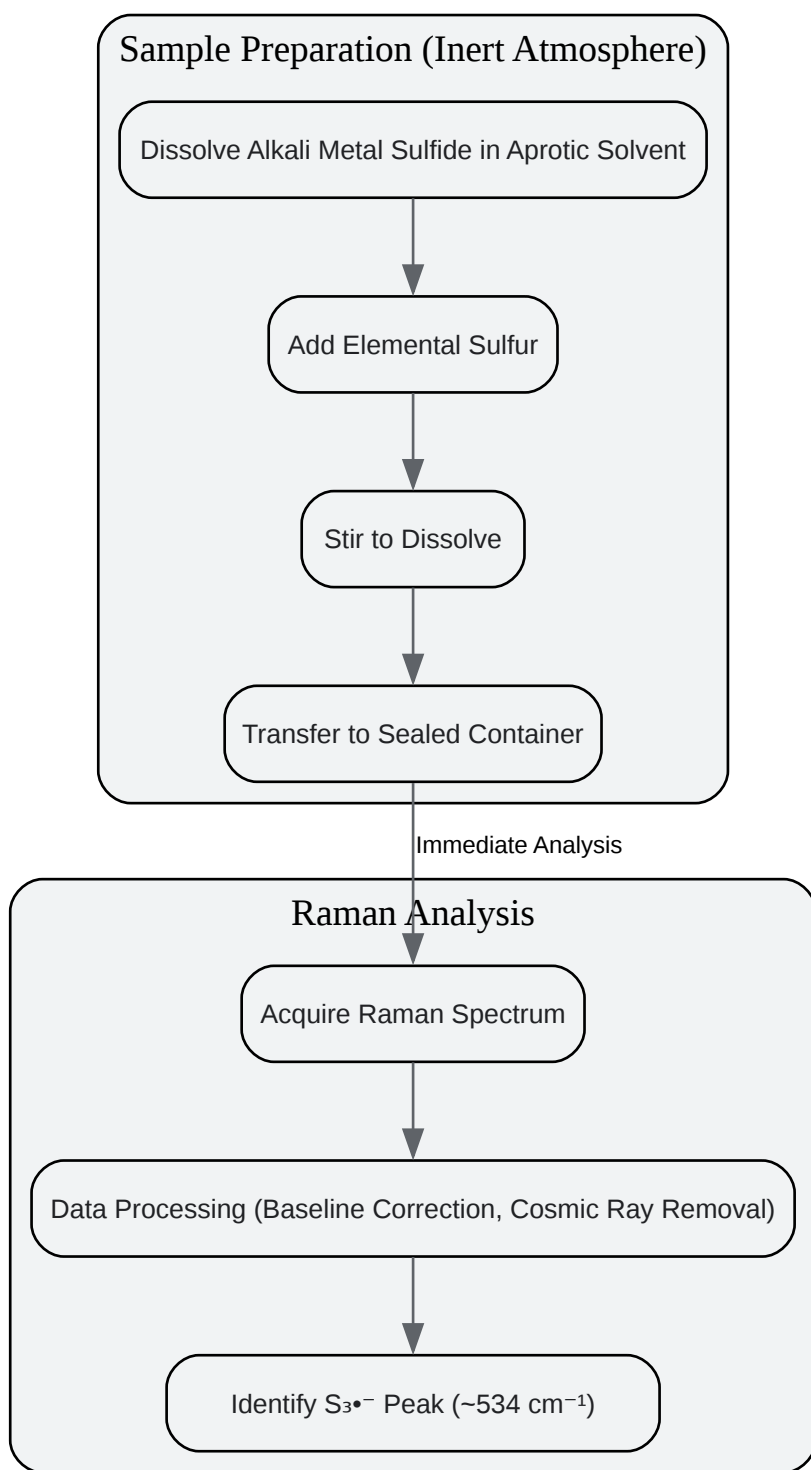 Sample Preparation (Inert Atmosphere)
Dissolve Alkali Metal Sulfide in Aprotic Solvent
Add Elemental Sulfur
Stir to Dissolve
Transfer to Sealed Container
Immediate Analysis
Raman Analysis
Acquire Raman Spectrum
Data Processing (Baseline Correction, Cosmic Ray Removal)
Identify S₃•⁻ Peak (~534 cm⁻¹)